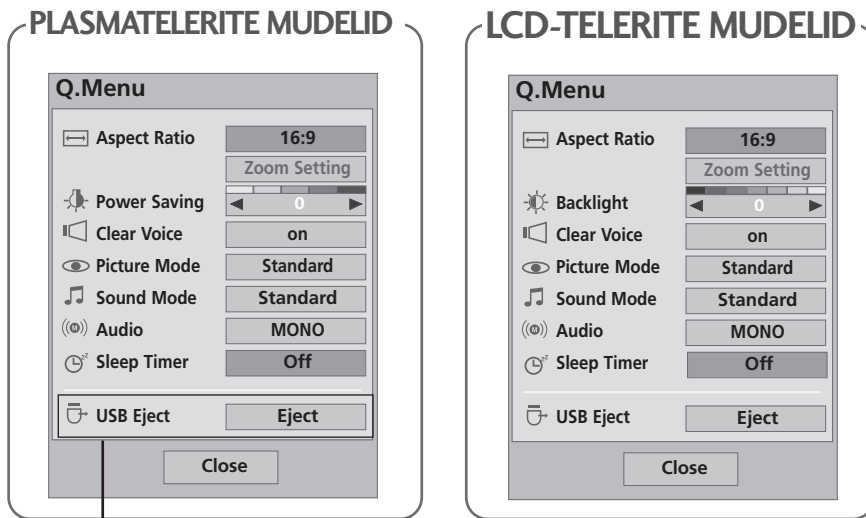 PLASMATELERITE MUDELID
Q.Menu
Aspect Ratio 16:9
Zoom Setting
Power Saving 0
Clear Voice on
Picture Mode Standard
Sound Mode Standard
Audio MONO
Sleep Timer Off
USB Eject Eject
Close
LCD-TELERITE MUDELID
Q.Menu
Aspect Ratio 16:9
Zoom Setting
Backlight 0
Clear Voice on
Picture Mode Standard
Sound Mode Standard
Audio MONO
Sleep Timer Off
USB Eject Eject
Close